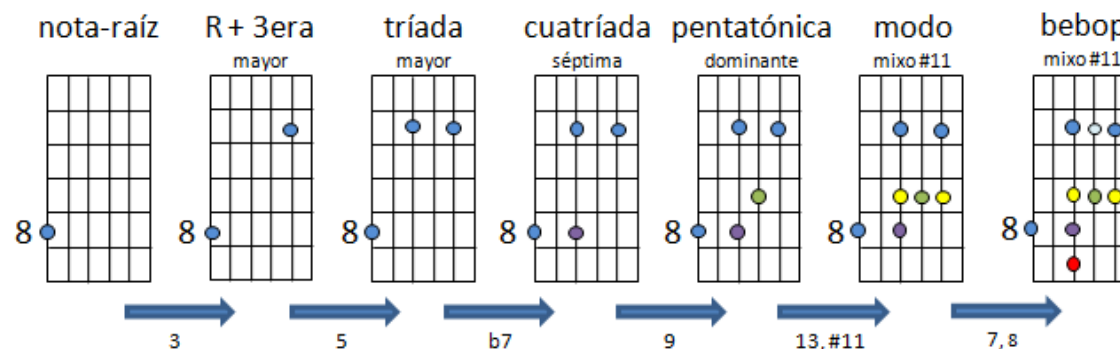 nota-raíz R + 3era tríada cuatríada pentatónica modo bebop
mayor mayor séptima dominante mixo #11 mixo #11
8 8 8 8 8 8 8
3 5 b7 9 13, #11 7, 8